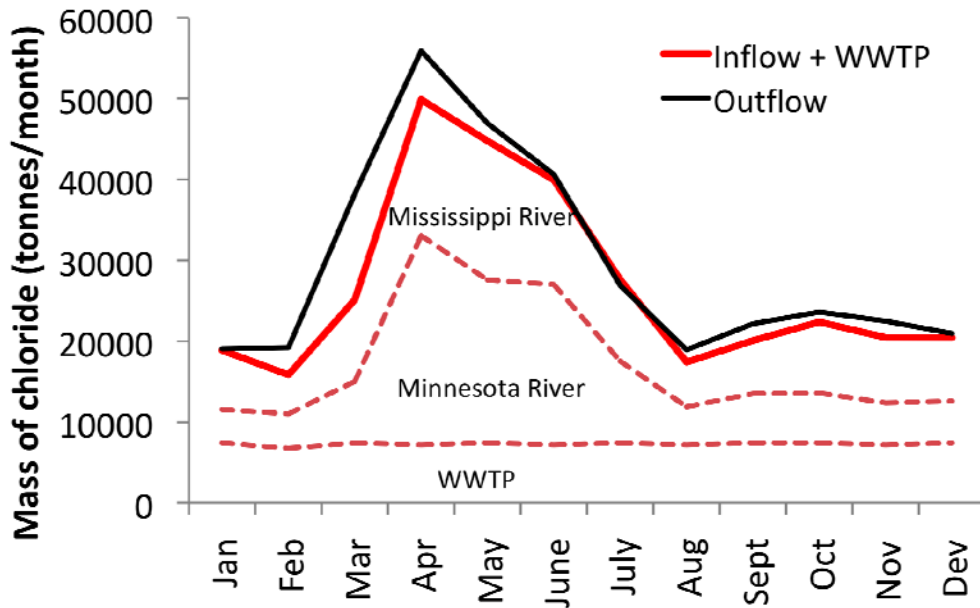 Mass of chloride (tonnes/month)
60000
50000
40000
30000
20000
10000
0
Inflow + WWTP
Outflow
Mississippi River
Minnesota River
WWTP
Jan
Feb
Mar
Apr
May
June
July
Aug
Sept
Oct
Nov
Dev